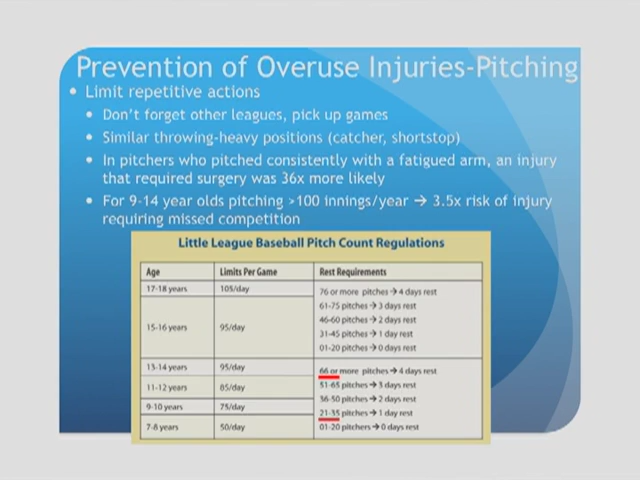 Prevention of Overuse Injuries-Pitching
• Limit repetitive actions
• Don't forget other leagues, pick up games
• Similar throwing-heavy positions (catcher, shortstop)
• In pitchers who pitched consistently with a fatigued arm, an injury
that required surgery was 36x more likely
• For 9-14 year olds pitching >100 innings/year → 3.5x risk of injury
requiring missed competition
Little League Baseball Pitch Count Regulations
Age Limits Per Game Rest Requirements
17-18 years 105/day 76 or more pitches → 4 days rest
61-75 pitches → 3 days rest
15-16 years 95/day 46-60 pitches → 2 days rest
31-45 pitches → 1 day rest
01-20 pitches → 0 days rest
13-14 years 95/day 66 or more pitches → 4 days rest
11-12 years 85/day 51-65 pitches → 3 days rest
36-50 pitches → 2 days rest
9-10 years 75/day 21-35 pitches → 1 day rest
7-8 years 50/day 01-20 pitchers → 0 days rest